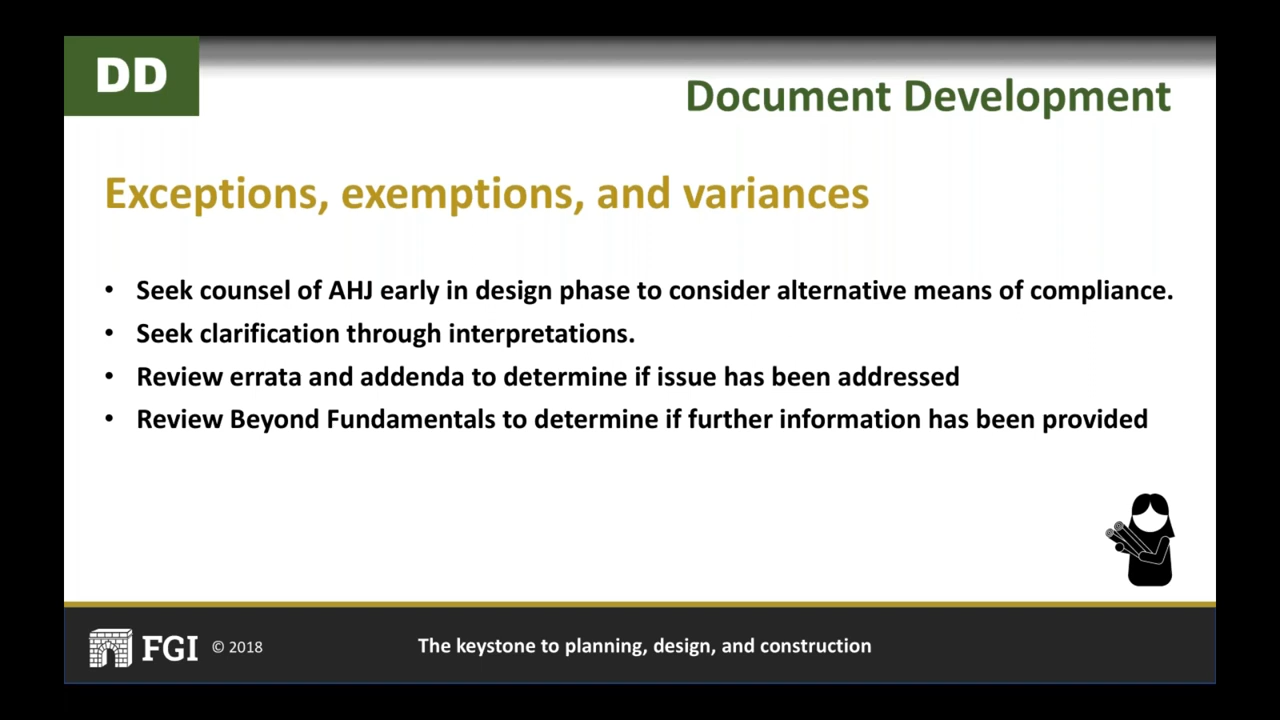 DD
Document Development
Exceptions, exemptions, and variances
• Seek counsel of AHJ early in design phase to consider alternative means of compliance.
• Seek clarification through interpretations.
• Review errata and addenda to determine if issue has been addressed
• Review Beyond Fundamentals to determine if further information has been provided
FGI © 2018
The keystone to planning, design, and construction